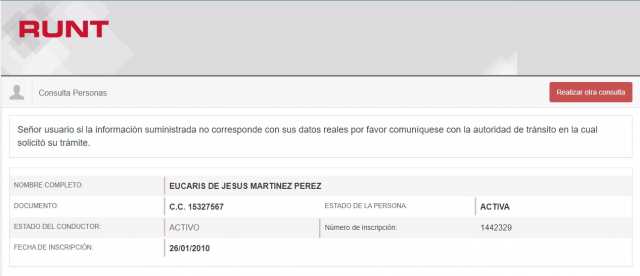 RUNT
Consulta Personas
Realizar otra consulta
Señor usuario si la información suministrada no corresponde con sus datos reales por favor comuníquese con la autoridad de tránsito en la cual
solicitó su trámite.
NOMBRE COMPLETO: EUCARIS DE JESUS MARTINEZ PEREZ
DOCUMENTO: C.C. 15327567 ESTADO DE LA PERSONA: ACTIVA
ESTADO DEL CONDUCTOR: ACTIVO Número de inscripción: 1442329
FECHA DE INSCRIPCIÓN: 26/01/2010